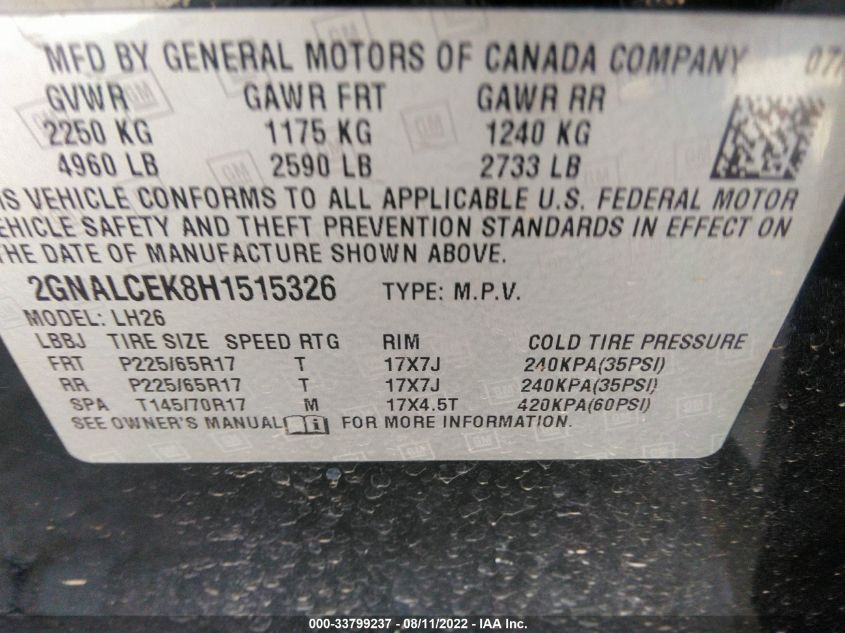 MFD BY GENERAL MOTORS OF CANADA COMPANY 07/
GVWR GAWR FRT GAWR RR
2250 KG 1175 KG 1240 KG
4960 LB 2590 LB 2733 LB
IS VEHICLE CONFORMS TO ALL APPLICABLE U.S. FEDERAL MOTOR
EHICLE SAFETY AND THEFT PREVENTION STANDARDS IN EFFECT ON
THE DATE OF MANUFACTURE SHOWN ABOVE.
2GNALCEK8H1515326 TYPE: M.P.V.
MODEL: LH26
LBBJ TIRE SIZE SPEED RTG RIM COLD TIRE PRESSURE
FRT P225/65R17 T 17X7J 240KPA(35PSI)
RR P225/65R17 T 17X7J 240KPA(35PSI)
SPA T145/70R17 M 17X4.5T 420KPA(60PSI)
SEE OWNER'S MANUAL i FOR MORE INFORMATION.
000-33799237 - 08/11/2022 - IAA Inc.